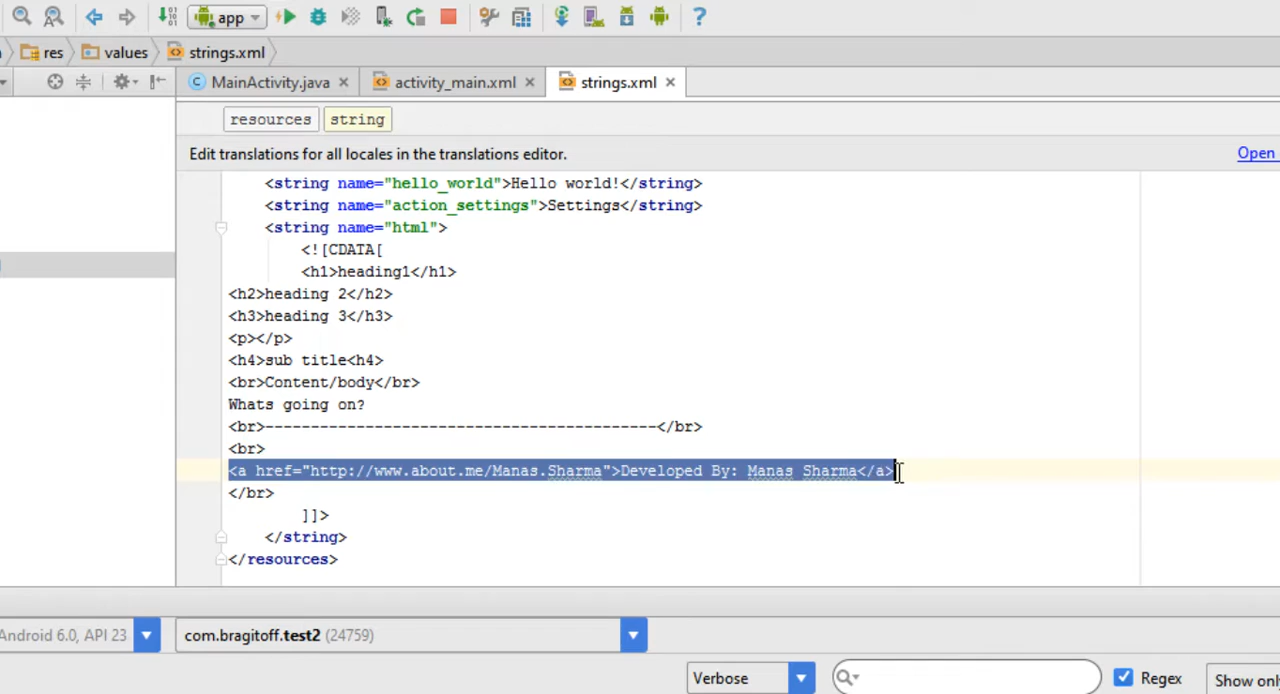 app
res values strings.xml
MainActivity.java activity_main.xml strings.xml
resources string
Edit translations for all locales in the translations editor. Open
<string name="hello_world">Hello world!</string>
<string name="action_settings">Settings</string>
<string name="html">
<![CDATA[
<h1>heading1</h1>
<h2>heading 2</h2>
<h3>heading 3</h3>
<p></p>
<h4>sub title<h4>
<br>Content/body</br>
Whats going on?
<br>-------------------------------------------</br>
<br>
<a href="http://www.about.me/Manas.Sharma">Developed By: Manas Sharma</a>
</br>
]]>
</string>
</resources>
Android 6.0, API 23 com.bragitoff.test2 (24759)
Verbose Regex Show onl